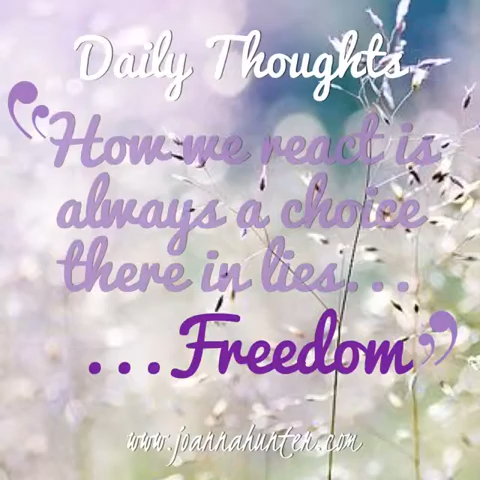 Daily Thoughts
“How we react is
always a choice
there in lies...
...Freedom”
www.joannahunter.com